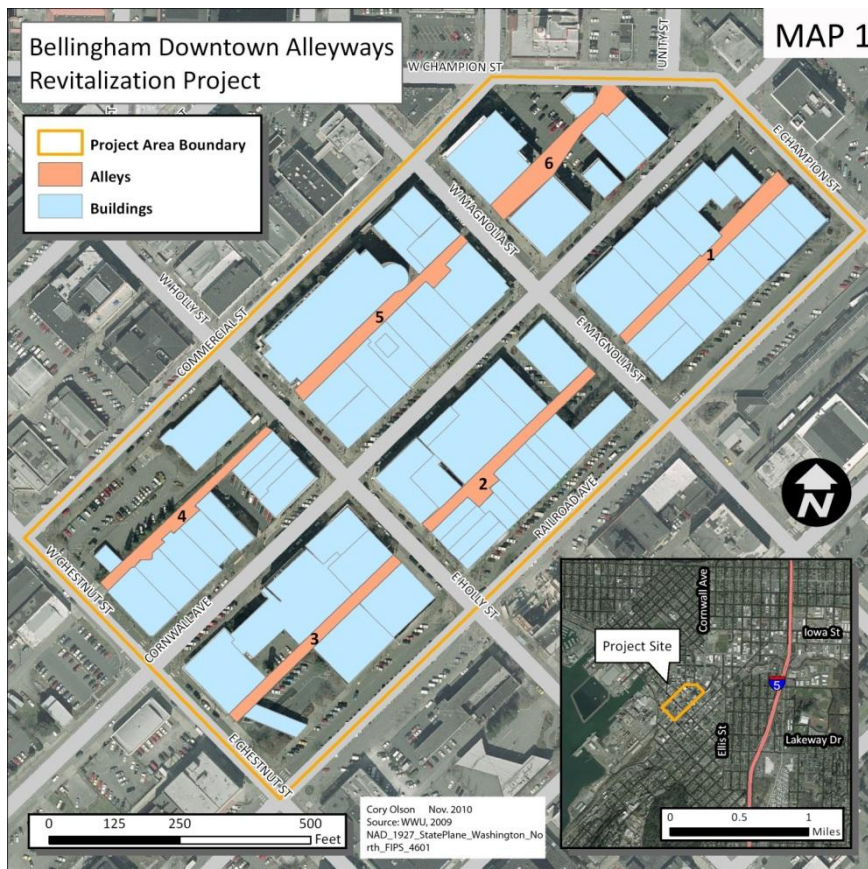 Bellingham Downtown Alleyways
Revitalization Project
MAP 1
Project Area Boundary
Alleys
Buildings
W CHAMPION ST
UNITY ST
E CHAMPION ST
W MAGNOLIA ST
6
1
W HOLLY ST
COMMERCIAL ST
5
E MAGNOLIA ST
2
4
RAILROAD AVE
N
W CHESTNUT ST
CORNWALL AVE
E HOLLY ST
3
E CHESTNUT ST
Cornwall Ave
Iowa St
Project Site
5
Ellis St
Lakeway Dr
0 125 250 500
Feet
Cory Olson Nov. 2010
Source: WWU, 2009
NAD_1927_StatePlane_Washington_No
rth_FIPS_4601
0 0.5 1
Miles